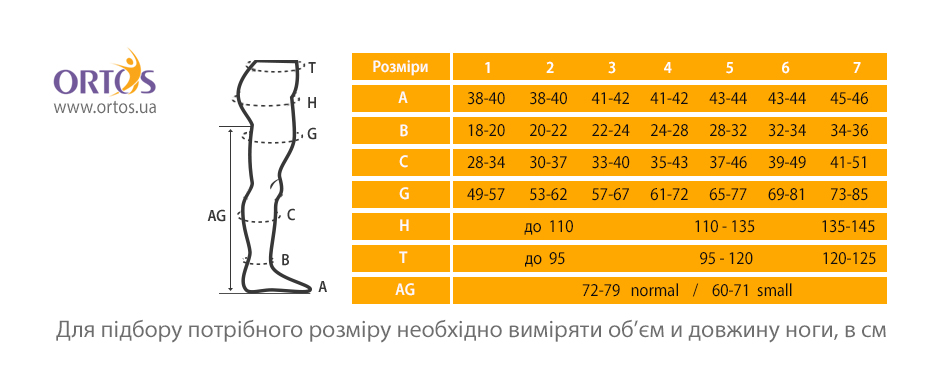 ORTOS
www.ortos.ua
T
H
G
AG
C
B
A
Розміри 1 2 3 4 5 6 7
A 38-40 38-40 41-42 41-42 43-44 43-44 45-46
B 18-20 20-22 22-24 24-28 28-32 32-34 34-36
C 28-34 30-37 33-40 35-43 37-46 39-49 41-51
G 49-57 53-62 57-67 61-72 65-77 69-81 73-85
H до 110 110 - 135 135-145
T до 95 95 - 120 120-125
AG 72-79 normal / 60-71 small
Для підбору потрібного розміру необхідно виміряти об’єм и довжину ноги, в см